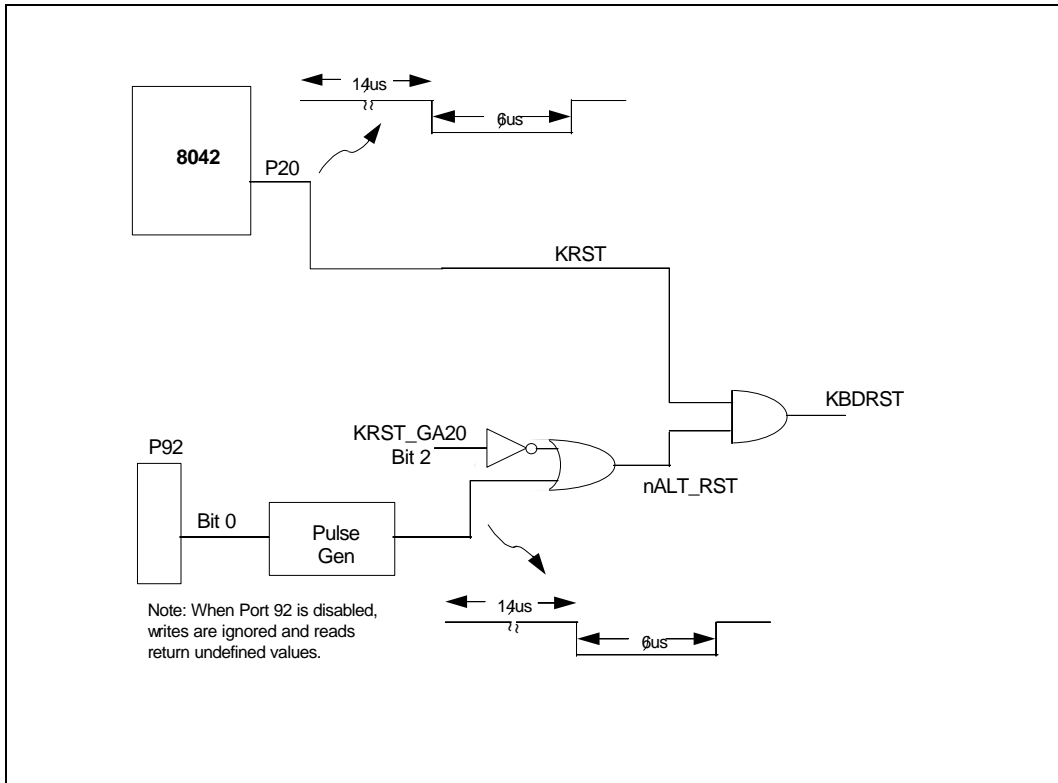 14us
6us
8042
P20
KRST
KBDRST
KRST_GA20
Bit 2
nALT_RST
P92
Bit 0
Pulse
Gen
14us
6us
Note: When Port 92 is disabled,
writes are ignored and reads
return undefined values.